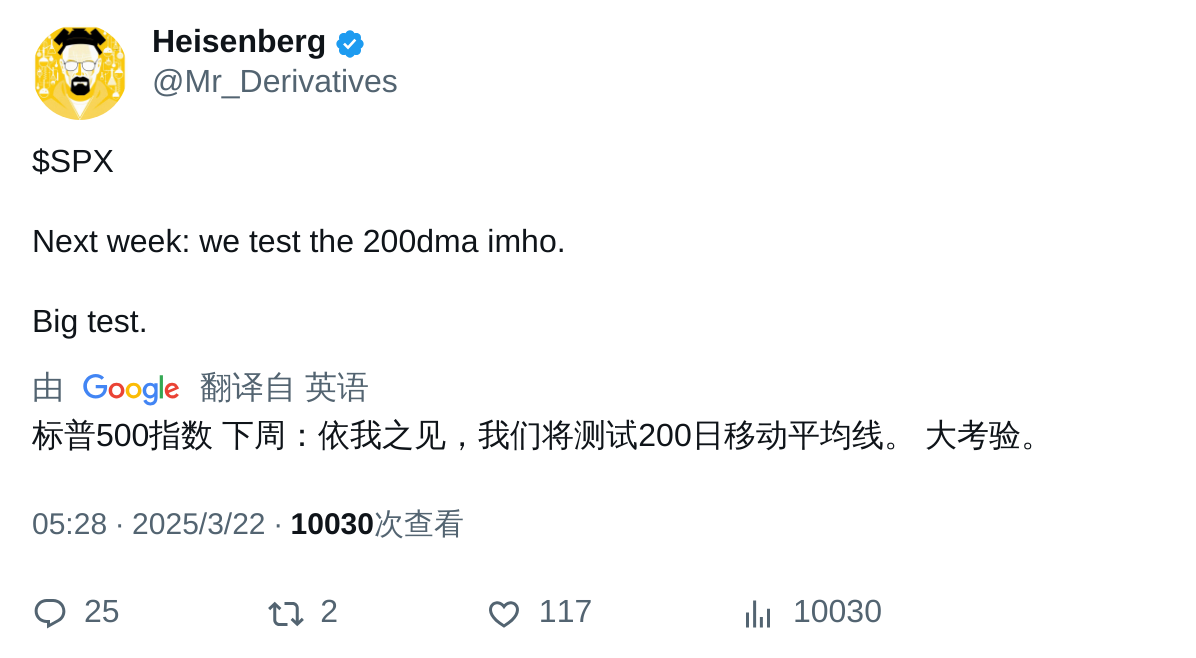 Heisenberg
@Mr_Derivatives
$SPX
Next week: we test the 200dma imho.
Big test.
由 Google 翻译自 英语
标普500指数 下周：依我之见，我们将测试200日移动平均线。 大考验。
05:28 · 2025/3/22 · 10030次查看
25 2 117 10030